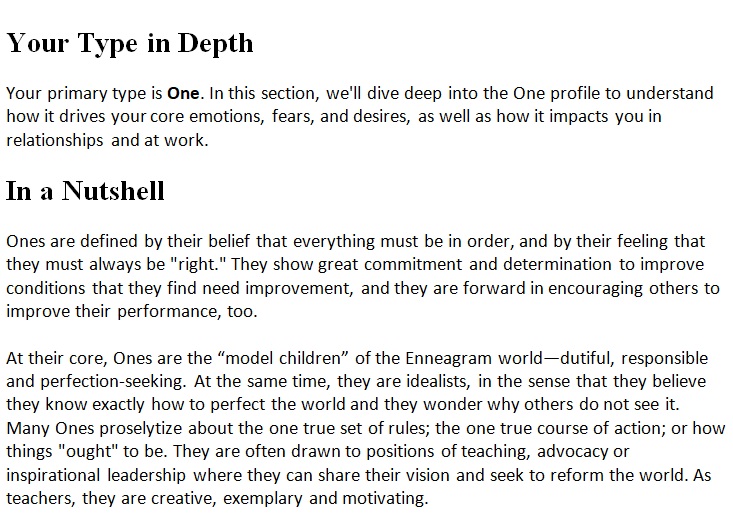 Your Type in Depth
Your primary type is One. In this section, we'll dive deep into the One profile to understand
how it drives your core emotions, fears, and desires, as well as how it impacts you in
relationships and at work.
In a Nutshell
Ones are defined by their belief that everything must be in order, and by their feeling that
they must always be "right." They show great commitment and determination to improve
conditions that they find need improvement, and they are forward in encouraging others to
improve their performance, too.
At their core, Ones are the “model children” of the Enneagram world—dutiful, responsible
and perfection-seeking. At the same time, they are idealists, in the sense that they believe
they know exactly how to perfect the world and they wonder why others do not see it.
Many Ones proselytize about the one true set of rules; the one true course of action; or how
things "ought" to be. They are often drawn to positions of teaching, advocacy or
inspirational leadership where they can share their vision and seek to reform the world. As
teachers, they are creative, exemplary and motivating.